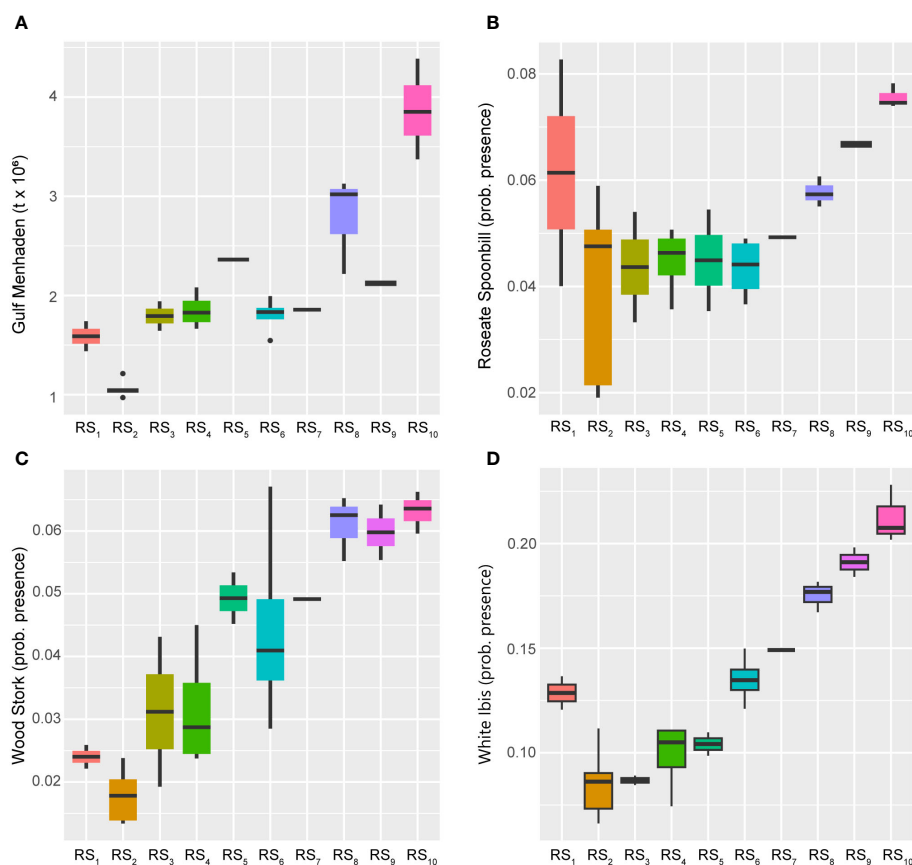 A
Gulf Menhaden (t x 10⁶)
4
3
2
1
RS₁ RS₂ RS₃ RS₄ RS₅ RS₆ RS₇ RS₈ RS₉ RS₁₀
B
Roseate Spoonbill (prob. presence)
0.08
0.06
0.04
0.02
RS₁ RS₂ RS₃ RS₄ RS₅ RS₆ RS₇ RS₈ RS₉ RS₁₀
C
Wood Stork (prob. presence)
0.06
0.05
0.04
0.03
0.02
RS₁ RS₂ RS₃ RS₄ RS₅ RS₆ RS₇ RS₈ RS₉ RS₁₀
D
White Ibis (prob. presence)
0.20
0.15
0.10
RS₁ RS₂ RS₃ RS₄ RS₅ RS₆ RS₇ RS₈ RS₉ RS₁₀